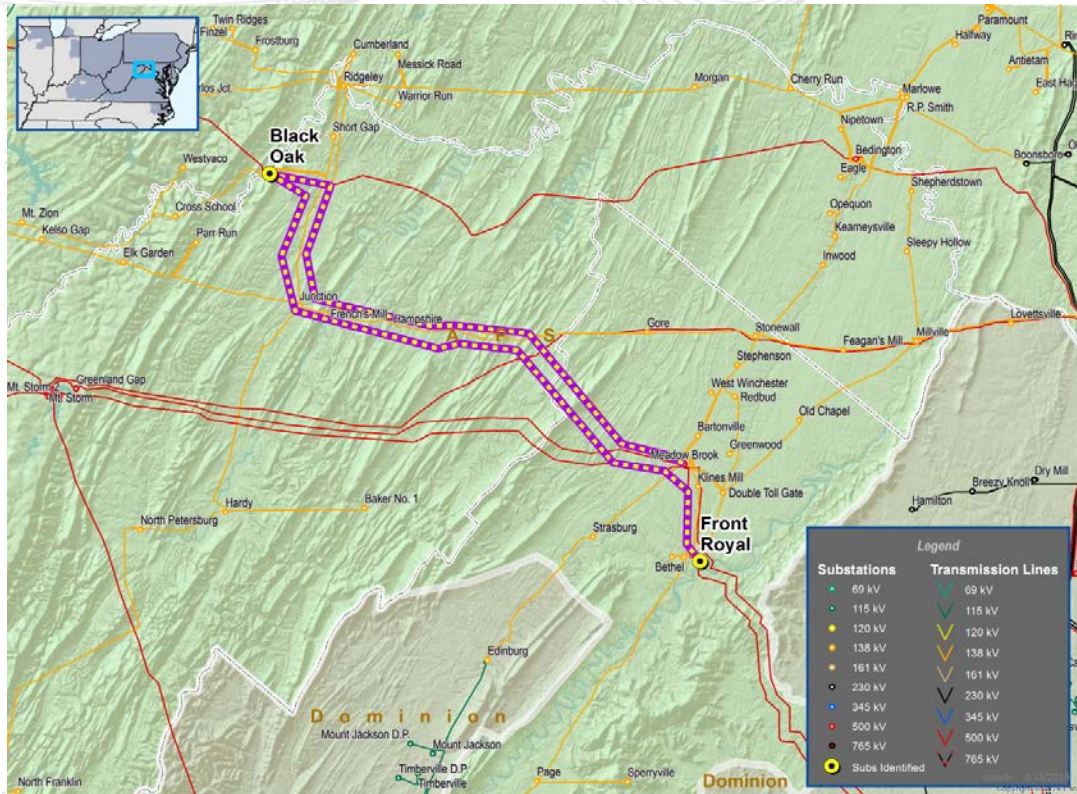 Twin Ridges
Finzel
Frostburg
Cumberland
Messick Road
Ridgeley
Warrior Run
Short Gap
Morgan
Cherry Run
Paramount
Halfway
Antietam
Marlowe
R.P. Smith
Nipetown
Bedington
Eagle
Boonsboro
Shepherdstown
Opequon
Kearneysville
Sleepy Hollow
Inwood
Black
Oak
Westvaco
Cross School
Mt. Zion
Kelso Gap
Parr Run
Elk Garden
Junction
French's Mill
Hampshire
A P S
Gore
Stonewall
Feagan's Mill
Millville
Lovettsville
Stephenson
West Winchester
Redbud
Old Chapel
Mt. Storm 2
Greenland Gap
Mt. Storm
Bartonville
Greenwood
Meadow Brook
Klines Mill
Double Toll Gate
Dry Mill
Breezy Knoll
Hamilton
Hardy
Baker No. 1
North Petersburg
Strasburg
Front
Royal
Bethel
Edinburg
Dominion
Mount Jackson D.P.
Mount Jackson
Timberville D.P
Timberville
North Franklin
Page
Sperryville
Dominion
Legend
Substations
69 kV
115 kV
120 kV
138 kV
161 kV
230 kV
345 kV
500 kV
765 kV
Subs Identified
Transmission Lines
69 kV
115 kV
120 kV
138 kV
161 kV
230 kV
345 kV
500 kV
765 kV